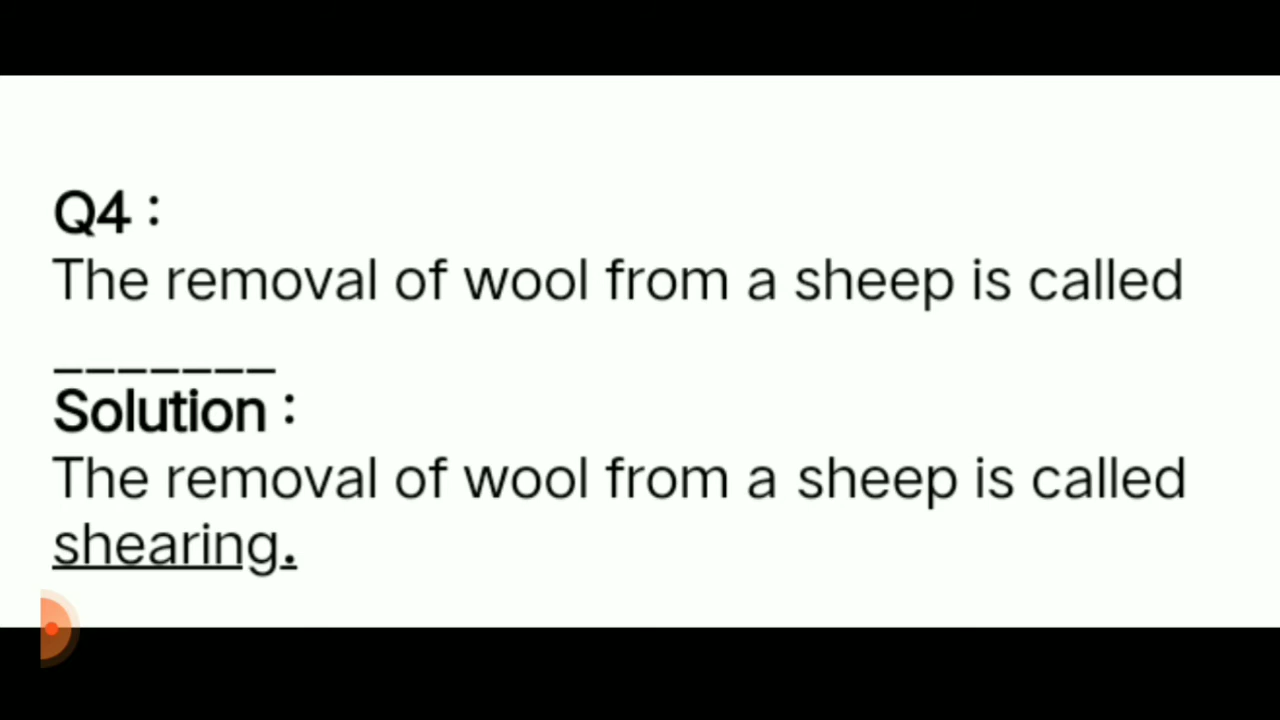 Q4 :
The removal of wool from a sheep is called
_______
Solution :
The removal of wool from a sheep is called
shearing.